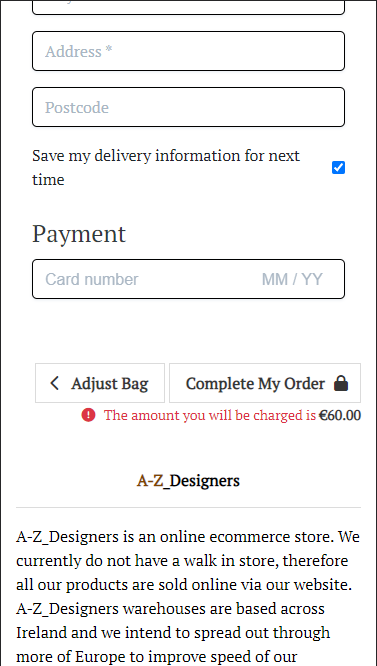 Address *
Postcode
Save my delivery information for next
time
Payment
Card number MM / YY
Adjust Bag Complete My Order
The amount you will be charged is €60.00
A-Z_Designers
A-Z_Designers is an online ecommerce store. We
currently do not have a walk in store, therefore
all our products are sold online via our website.
A-Z_Designers warehouses are based across
Ireland and we intend to spread out through
more of Europe to improve speed of our